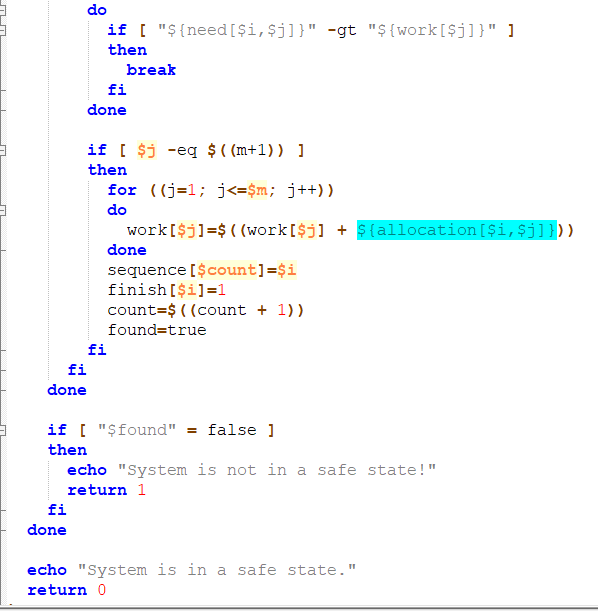 do
if [ "${need[$i,$j]}" -gt "${work[$j]}" ]
then
break
fi
done
if [ $j -eq $((m+1)) ]
then
for ((j=1; j<=$m; j++))
do
work[$j]=$((work[$j] + ${allocation[$i,$j]}))
done
sequence[$count]=$i
finish[$i]=1
count=$((count + 1))
found=true
fi
fi
done
if [ "$found" = false ]
then
echo "System is not in a safe state!"
return 1
fi
done
echo "System is in a safe state."
return 0